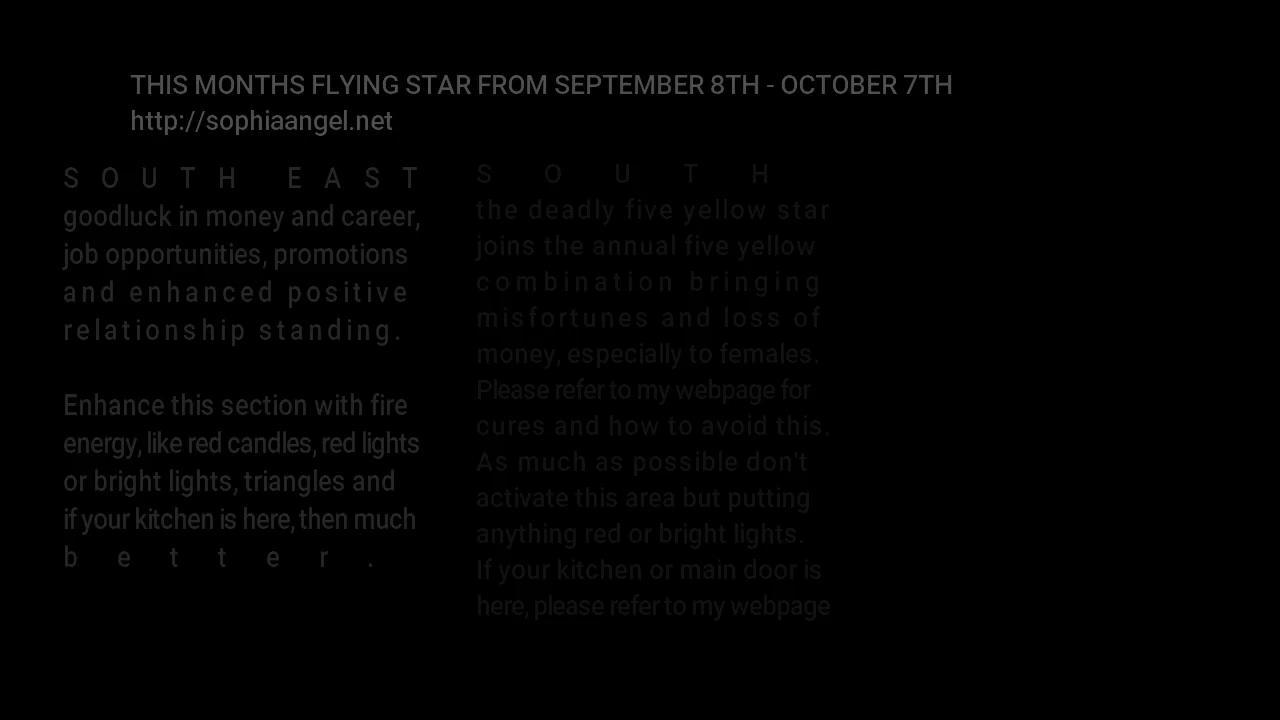 THIS MONTHS FLYING STAR FROM SEPTEMBER 8TH - OCTOBER 7TH
http://sophiaangel.net
SOUTH EAST
goodluck in money and career,
job opportunities, promotions
and enhanced positive
relationship standing.
Enhance this section with fire
energy, like red candles, red lights
or bright lights, triangles and
if your kitchen is here, then much
better.
SOUTH
the deadly five yellow star
joins the annual five yellow
combination bringing
misfortunes and loss of
money, especially to females.
Please refer to my webpage for
cures and how to avoid this.
As much as possible don't
activate this area but putting
anything red or bright lights.
If your kitchen or main door is
here, please refer to my webpage